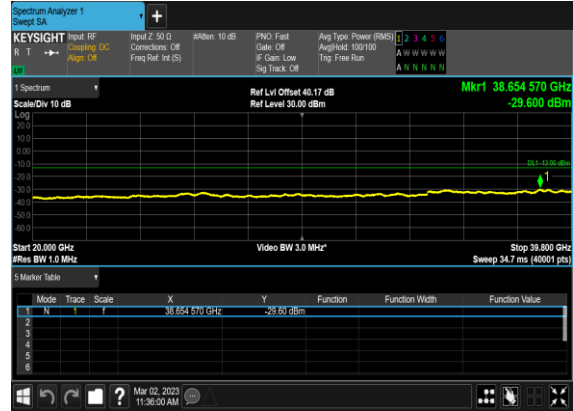 Spectrum Analyzer 1
Swept SA
+
KEYSIGHT Input: RF Input Z: 50 Ω #Atten: 10 dB PNO: Fast Avg Type: Power (RMS) 1 2 3 4 5 6
R T Coupling: DC Corrections: Off Gate: Off Avg|Hold: 100/100 A W W W W W
Align: Off Freq Ref: Int (S) IF Gain: Low Trig: Free Run
Sig Track: Off A N N N N N
LNI
1 Spectrum Ref Lvl Offset 40.17 dB Mkr1 38.654 570 GHz
Scale/Div 10 dB Ref Level 30.00 dBm -29.600 dBm
Log
20.0
10.0
0.00
-10.0
DL1 -13.00 dBm
1
-20.0
-30.0
-40.0
-50.0
-60.0
Start 20.000 GHz Video BW 3.0 MHz* Stop 39.800 GHz
#Res BW 1.0 MHz Sweep 34.7 ms (40001 pts)
5 Marker Table
Mode Trace Scale X Y Function Function Width Function Value
1 N 1 f 38.654 570 GHz -29.60 dBm
2
3
4
5
6
? Mar 02, 2023
11:36:00 AM